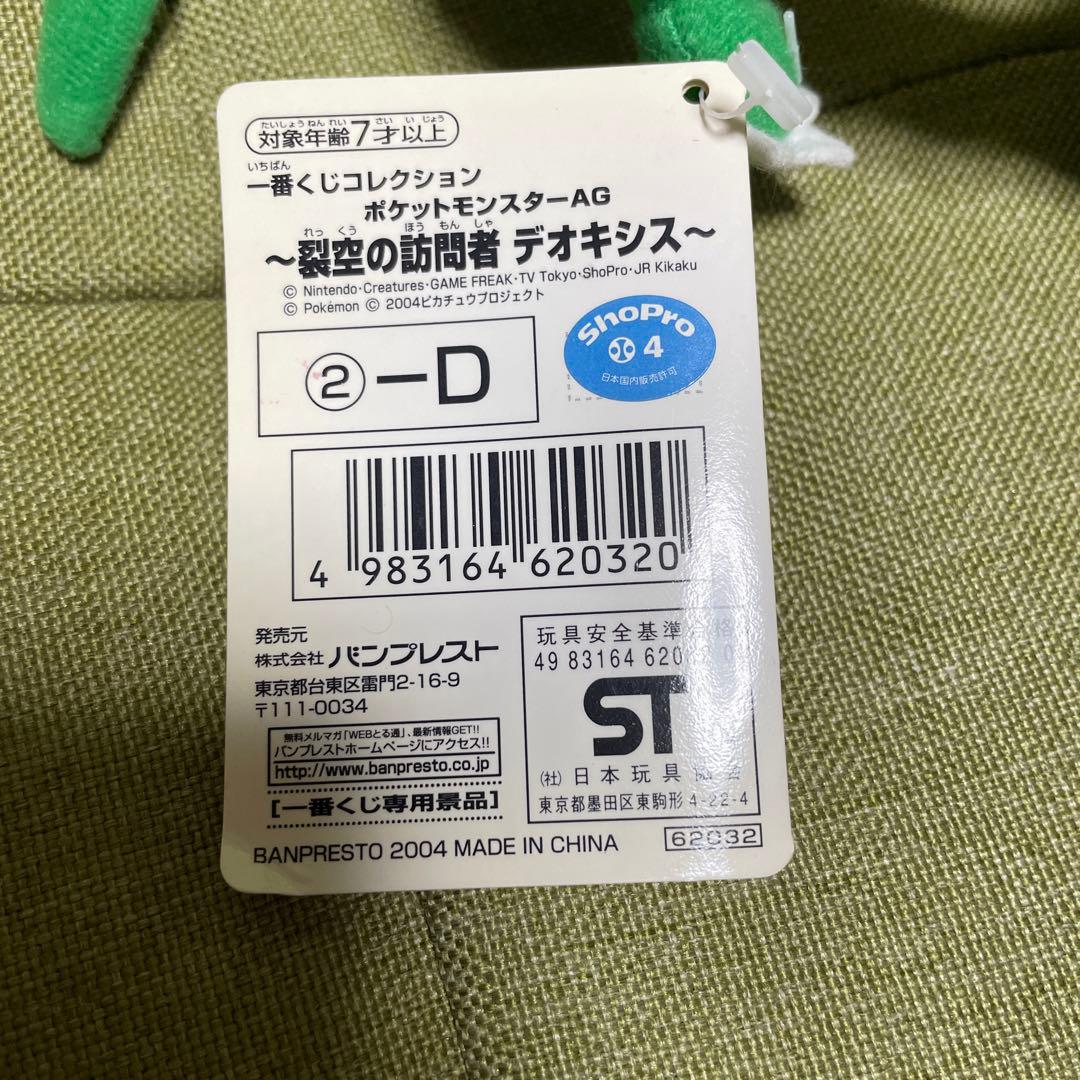 たいしょうねんれい さい いじょう
対象年齢7才以上
いちばん
一番くじコレクション
ポケットモンスターAG
れっ くう ほう もん しゃ
～裂空の訪問者 デオキシス～
© Nintendo・Creatures・GAME FREAK・TV Tokyo・ShoPro・JR Kikaku
© Pokémon © 2004ピカチュウプロジェクト
②-D
ShoPro
4
日本国内販売許可
4 983164 620320
発売元
株式会社 バンプレスト
東京都台東区雷門2-16-9
〒111-0034
無料メルマガ「WEBとる通」、最新情報GET!!
バンプレストホームページにアクセス!!
http://www.banpresto.co.jp
[一番くじ専用景品]
玩具安全基準合格
49 83164 620 0
ST
(社)日本玩具協会
東京都墨田区東駒形4-22-4
BANPRESTO 2004 MADE IN CHINA
62032